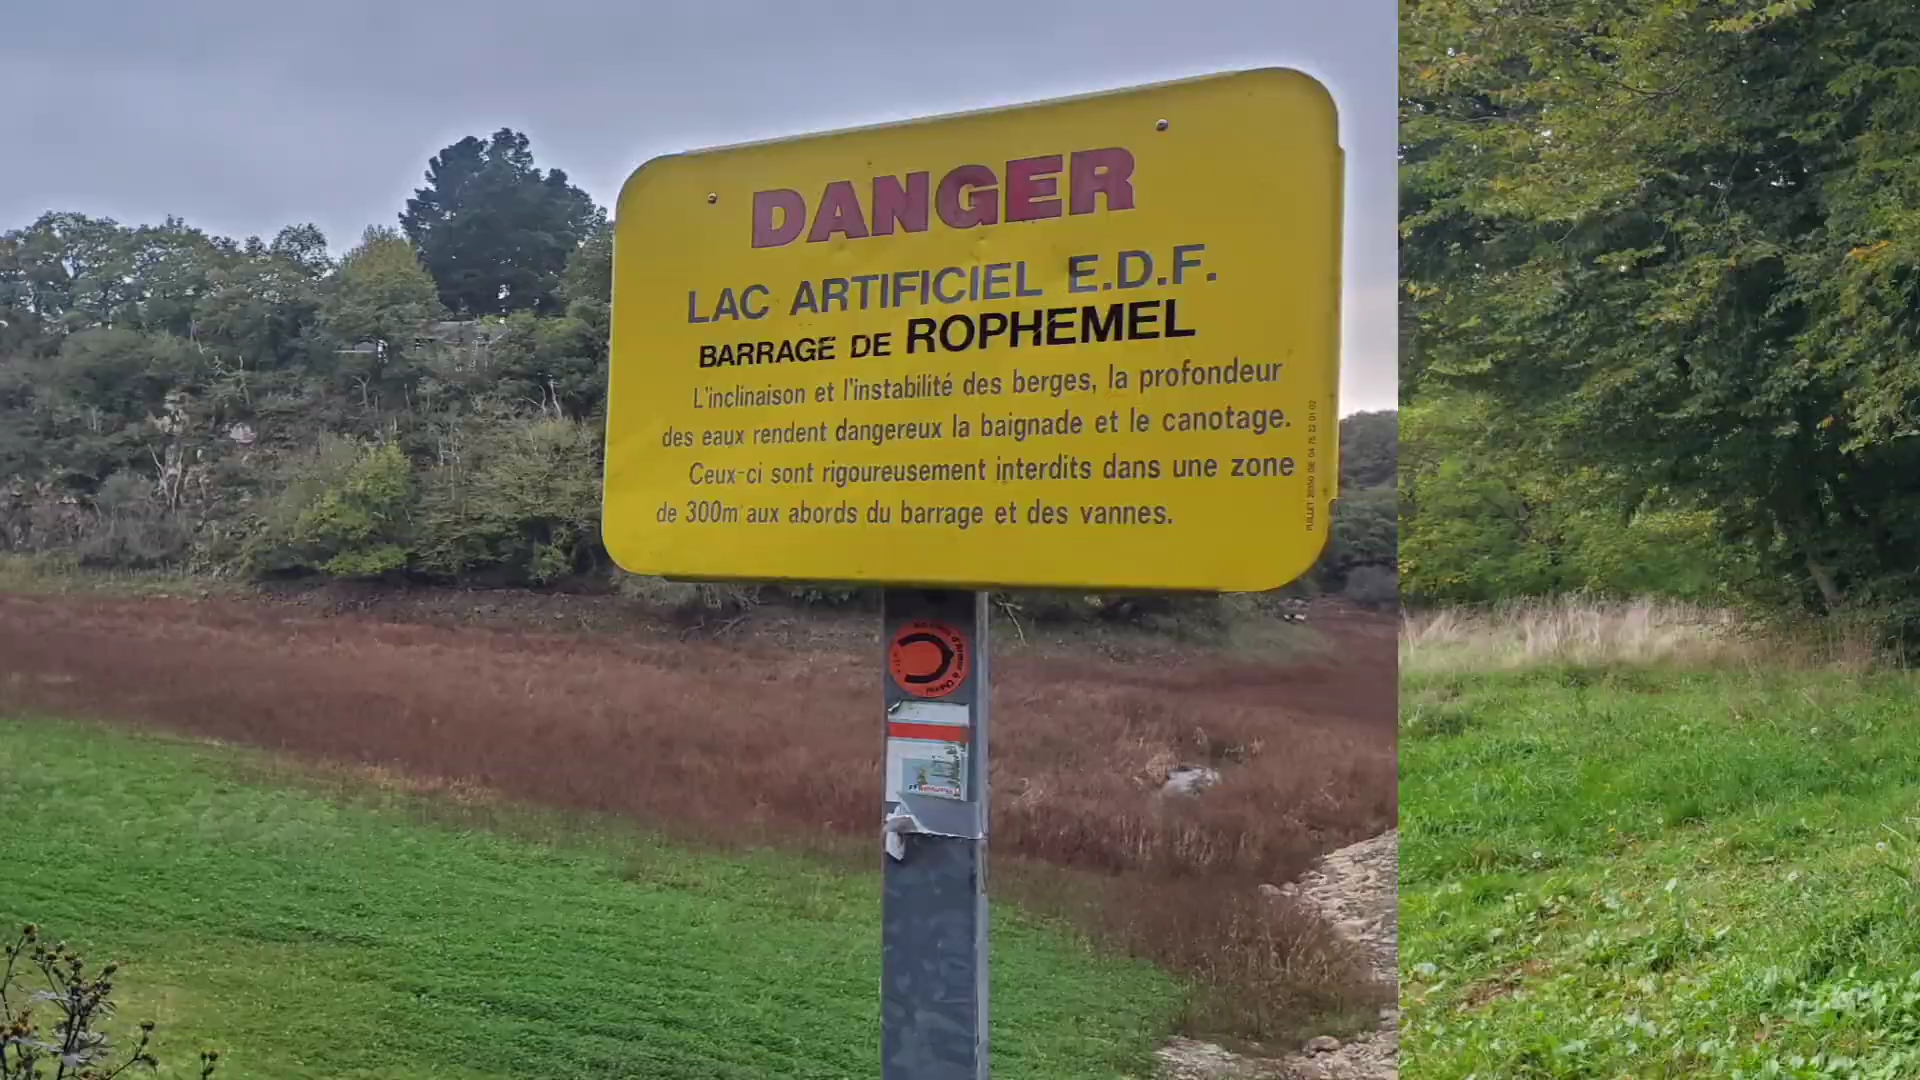 DANGER
LAC ARTIFICIEL E.D.F.
BARRAGE DE ROPHEMEL
L'inclinaison et l'instabilité des berges, la profondeur
des eaux rendent dangereux la baignade et le canotage.
Ceux-ci sont rigoureusement interdits dans une zone
de 300m aux abords du barrage et des vannes.